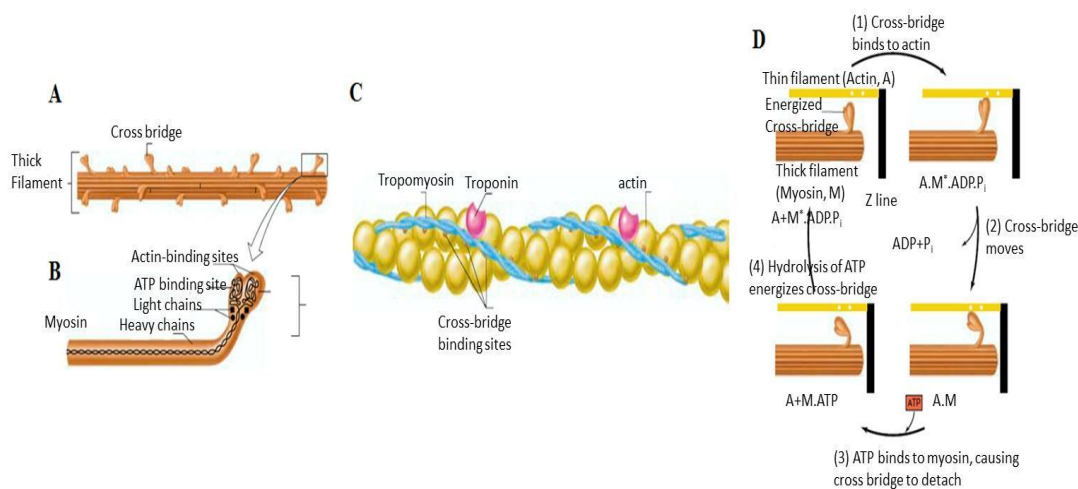 A
Cross bridge
Thick
Filament
B
Actin-binding sites
ATP binding site
Light chains
Heavy chains
Myosin
C
Tropomyosin
Troponin
actin
Cross-bridge
binding sites
D
(1) Cross-bridge
binds to actin
Thin filament (Actin, A)
Energized
Cross-bridge
Thick filament
(Myosin, M)
A+M*.ADP.Pi
Z line
A.M*.ADP.Pi
ADP+Pi
(2) Cross-bridge
moves
(4) Hydrolysis of ATP
energizes cross-bridge
A+M.ATP
ATP
A.M
(3) ATP binds to myosin, causing
cross bridge to detach